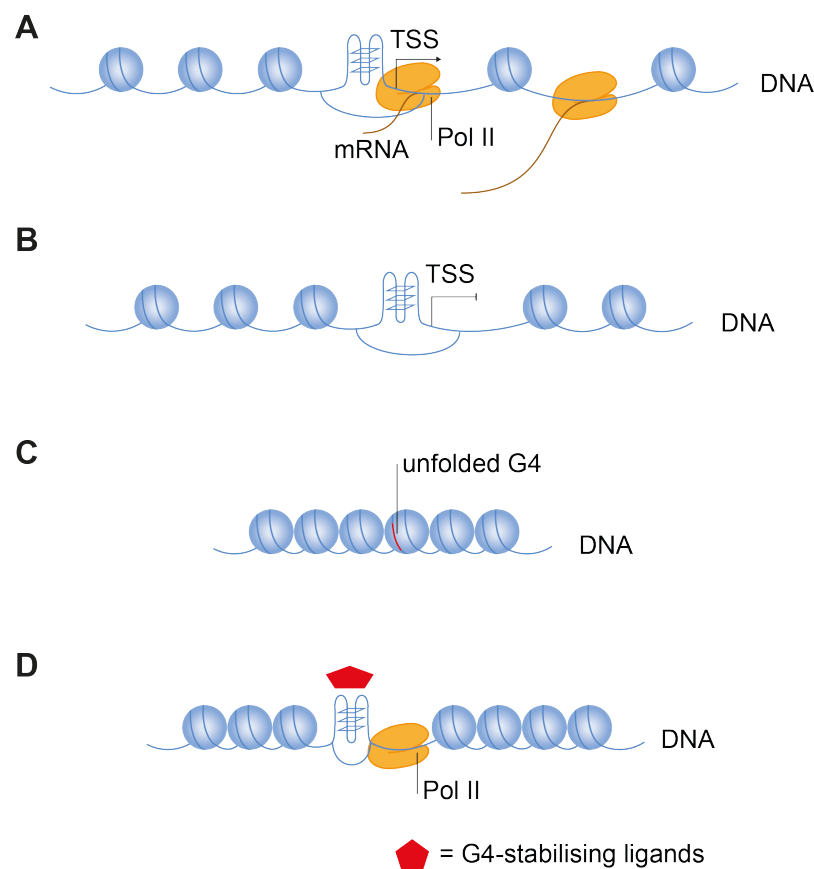 A
TSS
DNA
mRNA
Pol II
B
TSS
DNA
C
unfolded G4
DNA
D
DNA
Pol II
= G4-stabilising ligands